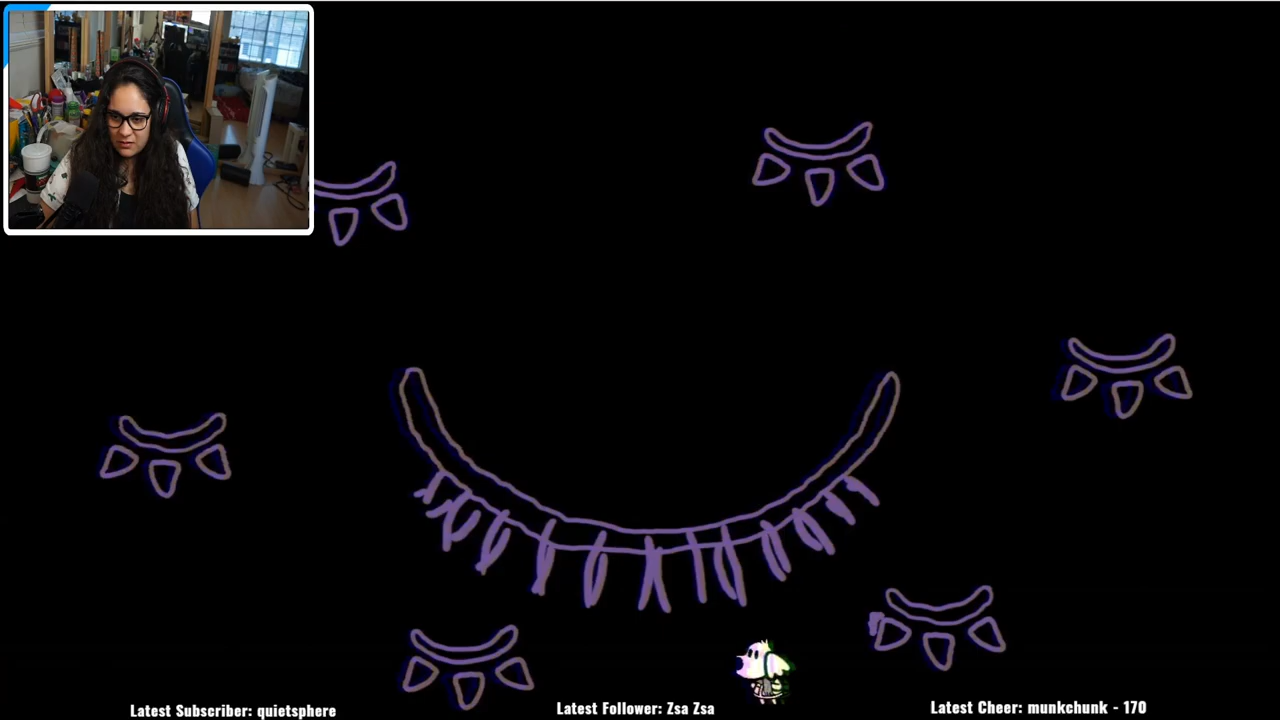 Latest Subscriber: quietsphere
Latest Follower: Zsa Zsa
Latest Cheer: munkchunk - 170